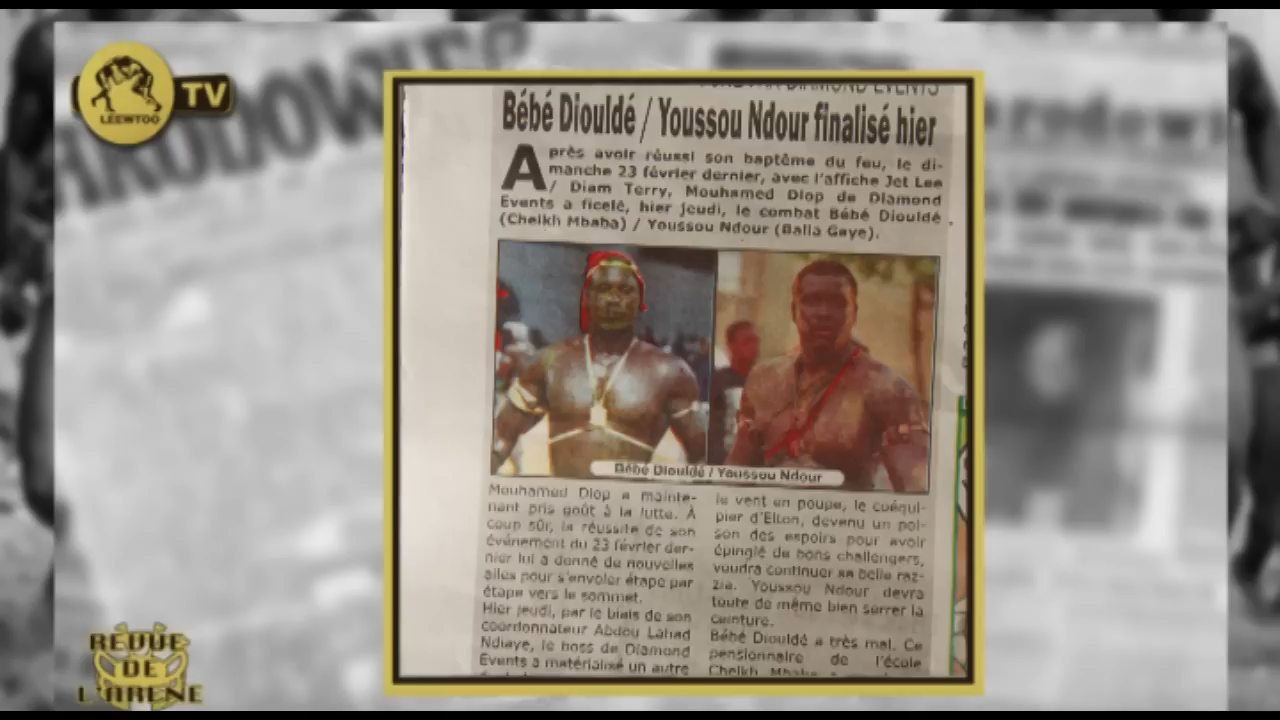 LEEWTOO
TV
DIAMOND EVENTS
Bébé Diouldé / Youssou Ndour finalisé hier
Après avoir réussi son baptême du feu, le di-
manche 23 février dernier, avec l'affiche Jet Lee
/ Diam Terry, Mouhamed Diop de Diamond
Events a ficelé, hier jeudi, le combat Bébé Diouldé
(Cheikh Mbaba) / Youssou Ndour (Balla Gaye).
Bébé Diouldé / Youssou Ndour
Mouhamed Diop a mainte-
nant pris goût à la lutte. À
coup sûr, la réussite de son
événement du 23 février der-
nier lui a donné de nouvelles
ailes pour s'envoler étape par
étape vers le sommet.
Hier jeudi, par le biais de son
coordonnateur Abdou Lahad
Ndiaye, le boss de Diamond
Events a matérialisé un autre
le vent en poupe, le coéqui-
pier d'Elton, devenu un poi-
son des espoirs pour avoir
épinglé de bons challengers,
voudra continuer sa belle raz-
zia. Youssou Ndour devra
toute de même bien serrer la
ceinture.
Bébé Diouldé a très mal. Ce
pensionnaire de l'école
Cheikh Mbaba
REVUE
DE
L'ARENE